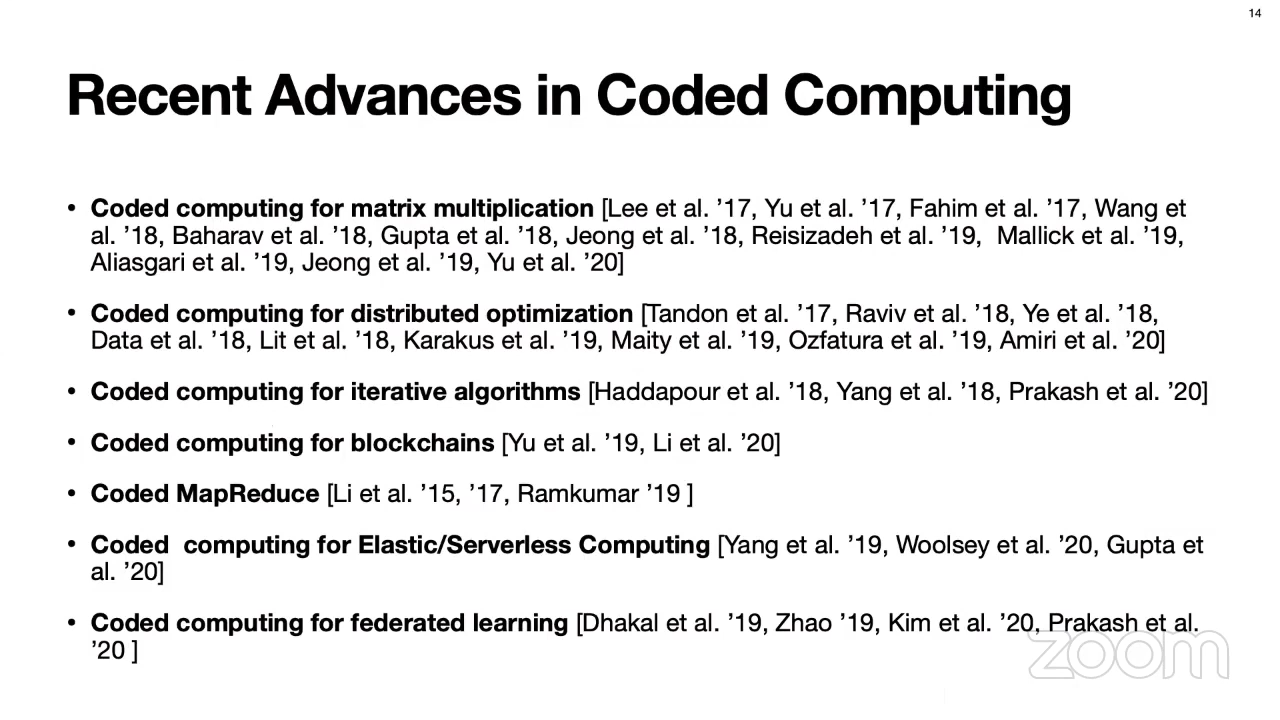 14
Recent Advances in Coded Computing
• Coded computing for matrix multiplication [Lee et al. ’17, Yu et al. ’17, Fahim et al. ’17, Wang et
al. ’18, Baharav et al. ’18, Gupta et al. ’18, Jeong et al. ’18, Reisizadeh et al. ’19,  Mallick et al. ’19,
Aliasgari et al. ’19, Jeong et al. ’19, Yu et al. ’20]
• Coded computing for distributed optimization [Tandon et al. ’17, Raviv et al. ’18, Ye et al. ’18,
Data et al. ’18, Lit et al. ’18, Karakus et al. ’19, Maity et al. ’19, Ozfatura et al. ’19, Amiri et al. ’20]
• Coded computing for iterative algorithms [Haddapour et al. ’18, Yang et al. ’18, Prakash et al. ’20]
• Coded computing for blockchains [Yu et al. ’19, Li et al. ’20]
• Coded MapReduce [Li et al. ’15, ’17, Ramkumar ’19 ]
• Coded  computing for Elastic/Serverless Computing [Yang et al. ’19, Woolsey et al. ’20, Gupta et
al. ’20]
• Coded computing for federated learning [Dhakal et al. ’19, Zhao ’19, Kim et al. ’20, Prakash et al.
’20 ]
zoom